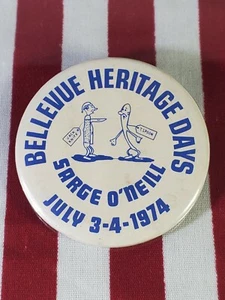 BELLEVUE HERITAGE DAYS
SARGE O'NEILL
JULY 3-4-1974